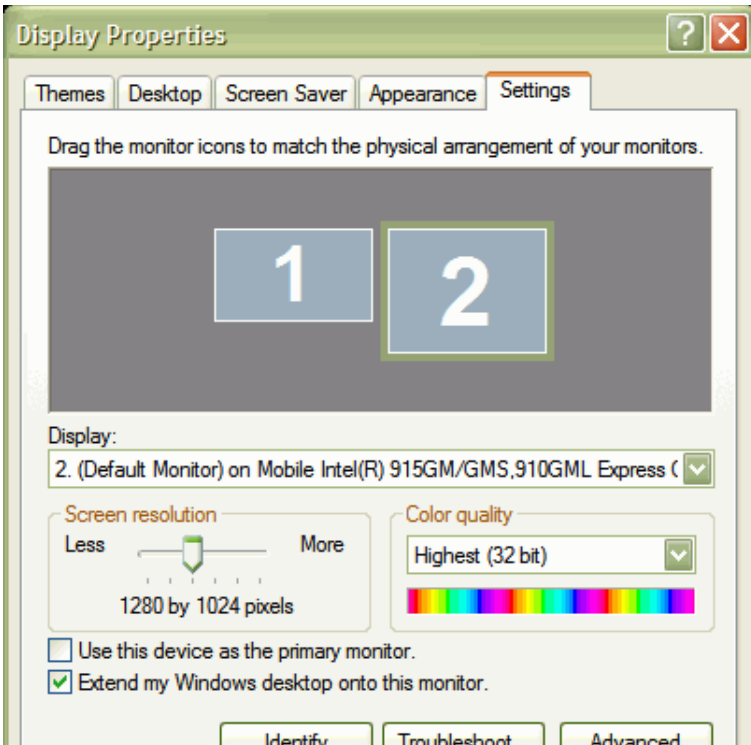 Display Properties
?
Themes Desktop Screen Saver Appearance Settings
Drag the monitor icons to match the physical arrangement of your monitors.
1 2
Display:
2. (Default Monitor) on Mobile Intel(R) 915GM/GMS,910GML Express (
Screen resolution Color quality
Less More Highest (32 bit)
1280 by 1024 pixels
Use this device as the primary monitor.
Extend my Windows desktop onto this monitor.
Identify Troubleshoot... Advanced